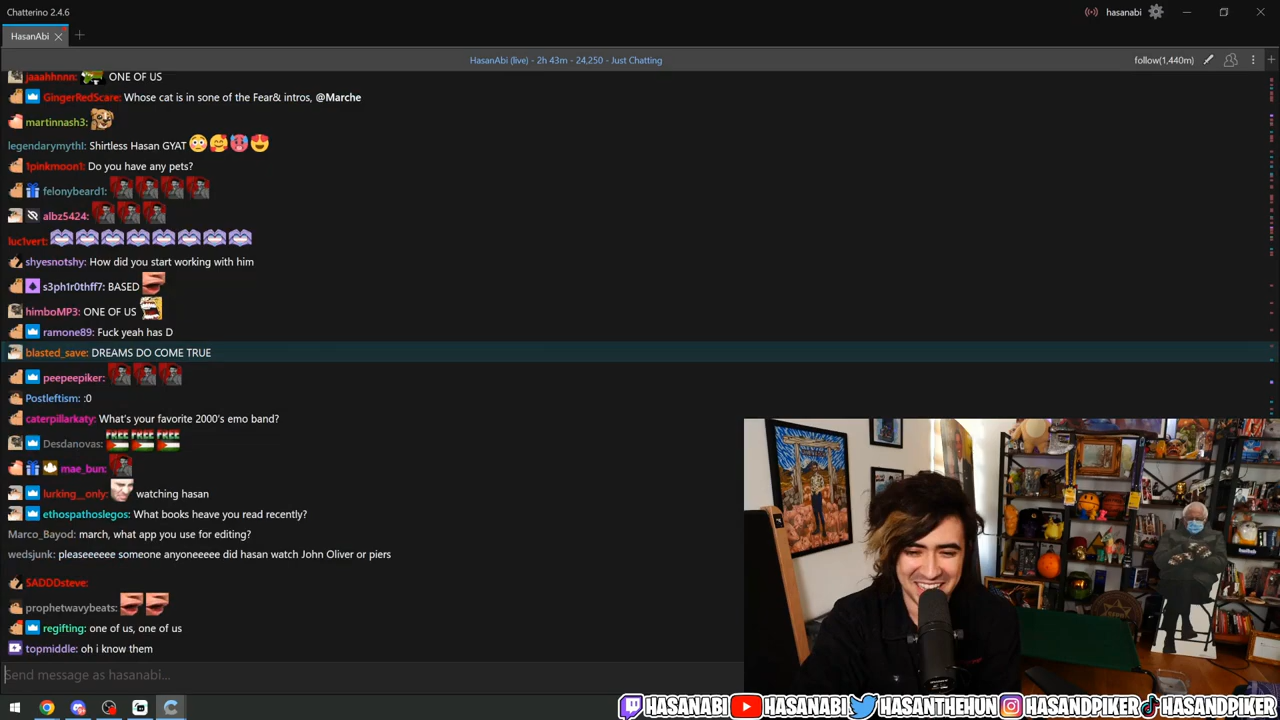 Chatterino 2.4.6
hasanabi
HasanAbi
HasanAbi (live) - 2h 43m - 24,250 - Just Chatting
follow(1,440m)
jaaahhnnn: ONE OF US
GingerRedScare: Whose cat is in sone of the Fear& intros, @Marche
martinnash3:
legendarymythl: Shirtless Hasan GYAT
1pinkmoon1: Do you have any pets?
felonybeard1:
albz5424:
luc1vert:
shyesnotshy: How did you start working with him
s3ph1r0thff7: BASED
himboMP3: ONE OF US
ramone89: Fuck yeah has D
blasted_save: DREAMS DO COME TRUE
peepeepiker:
Postleftism: :0
caterpillarkaty: What's your favorite 2000's emo band?
Desdanovas: FREE FREE FREE
mae_bun:
lurking__only: watching hasan
ethospathoslegos: What books heave you read recently?
Marco_Bayod: march, what app you use for editing?
wedsjunk: pleaseeeeee someone anyoneeeee did hasan watch John Oliver or piers
SADDDsteve:
prophetwavybeats:
regifting: one of us, one of us
topmiddle: oh i know them
Send message as hasanabi...
HASANABI HASANABI HASANTHEHUN HASANDPIKER HASANDPIKER